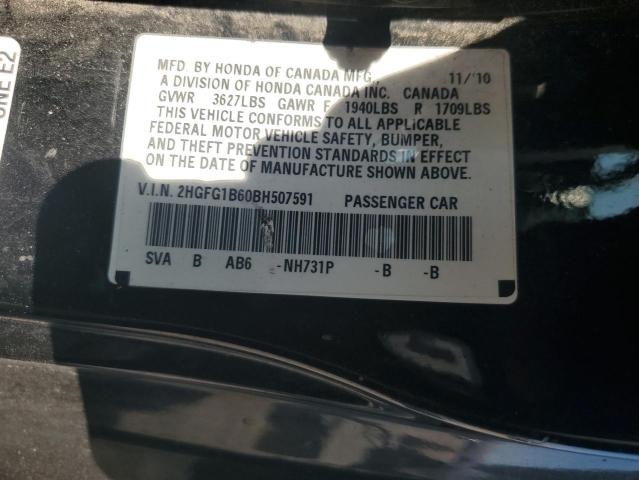 MFD. BY HONDA OF CANADA MFG., 11/'10
A DIVISION OF HONDA CANADA INC. CANADA
GVWR 3627LBS GAWR F 1940LBS R 1709LBS
THIS VEHICLE CONFORMS TO ALL APPLICABLE
FEDERAL MOTOR VEHICLE SAFETY, BUMPER,
AND THEFT PREVENTION STANDARDS IN EFFECT
ON THE DATE OF MANUFACTURE SHOWN ABOVE.
V.I.N. 2HGFG1B60BH507591 PASSENGER CAR
SVA B AB6 -NH731P -B -B
ONE E2